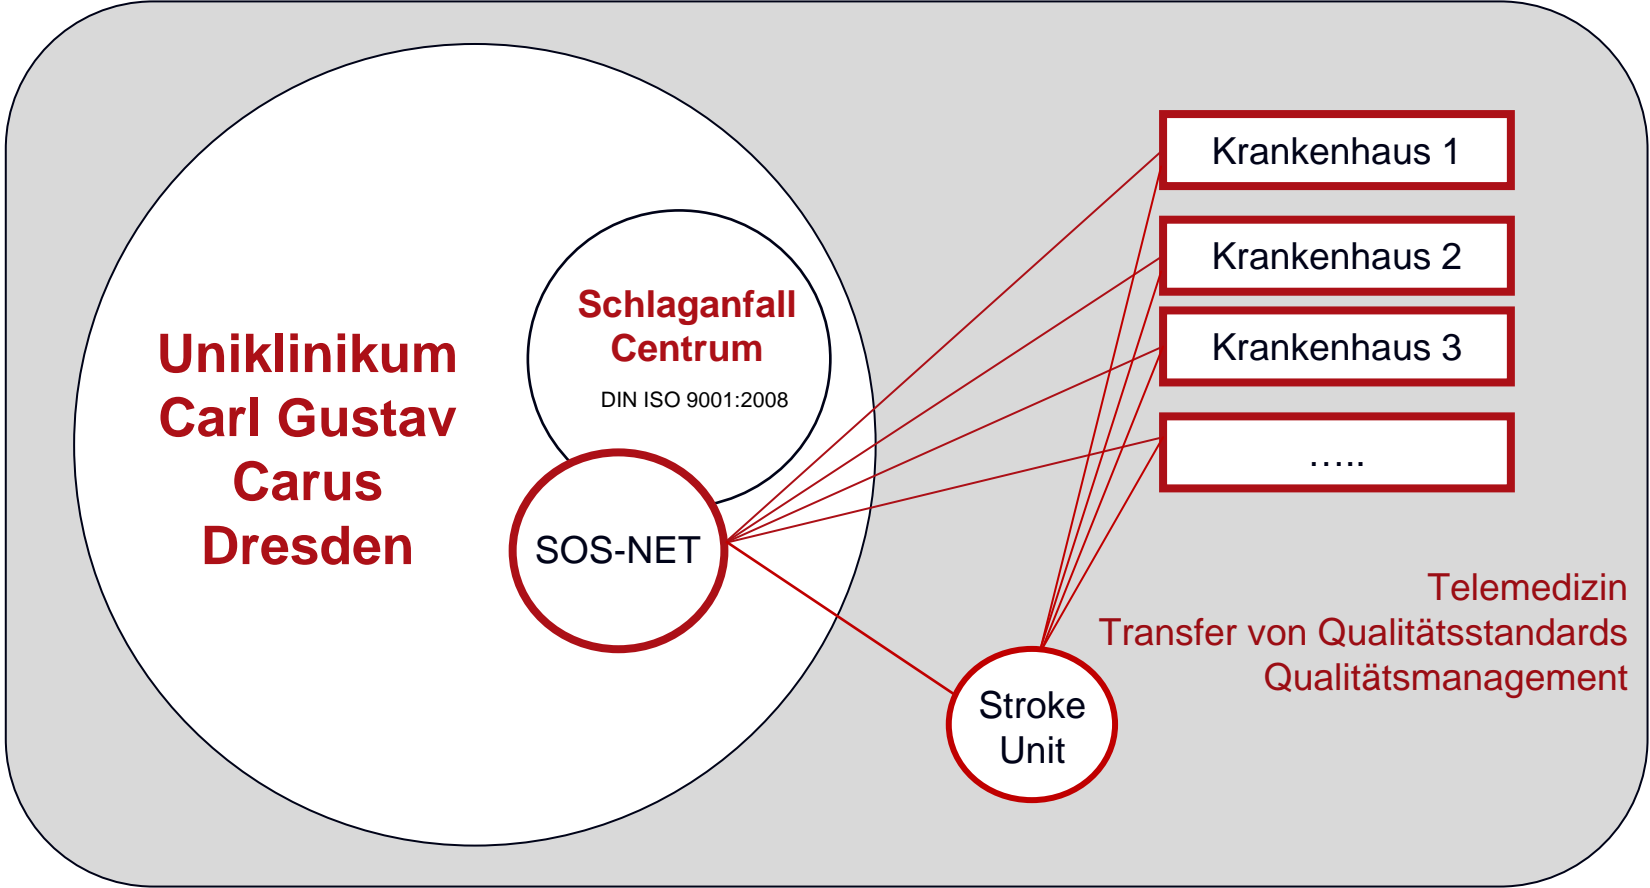 Uniklinikum
Carl Gustav
Carus
Dresden
Schlaganfall
Centrum
DIN ISO 9001:2008
SOS-NET
Krankenhaus 1
Krankenhaus 2
Krankenhaus 3
.....
Telemedizin
Transfer von Qualitätsstandards
Qualitätsmanagement
Stroke
Unit